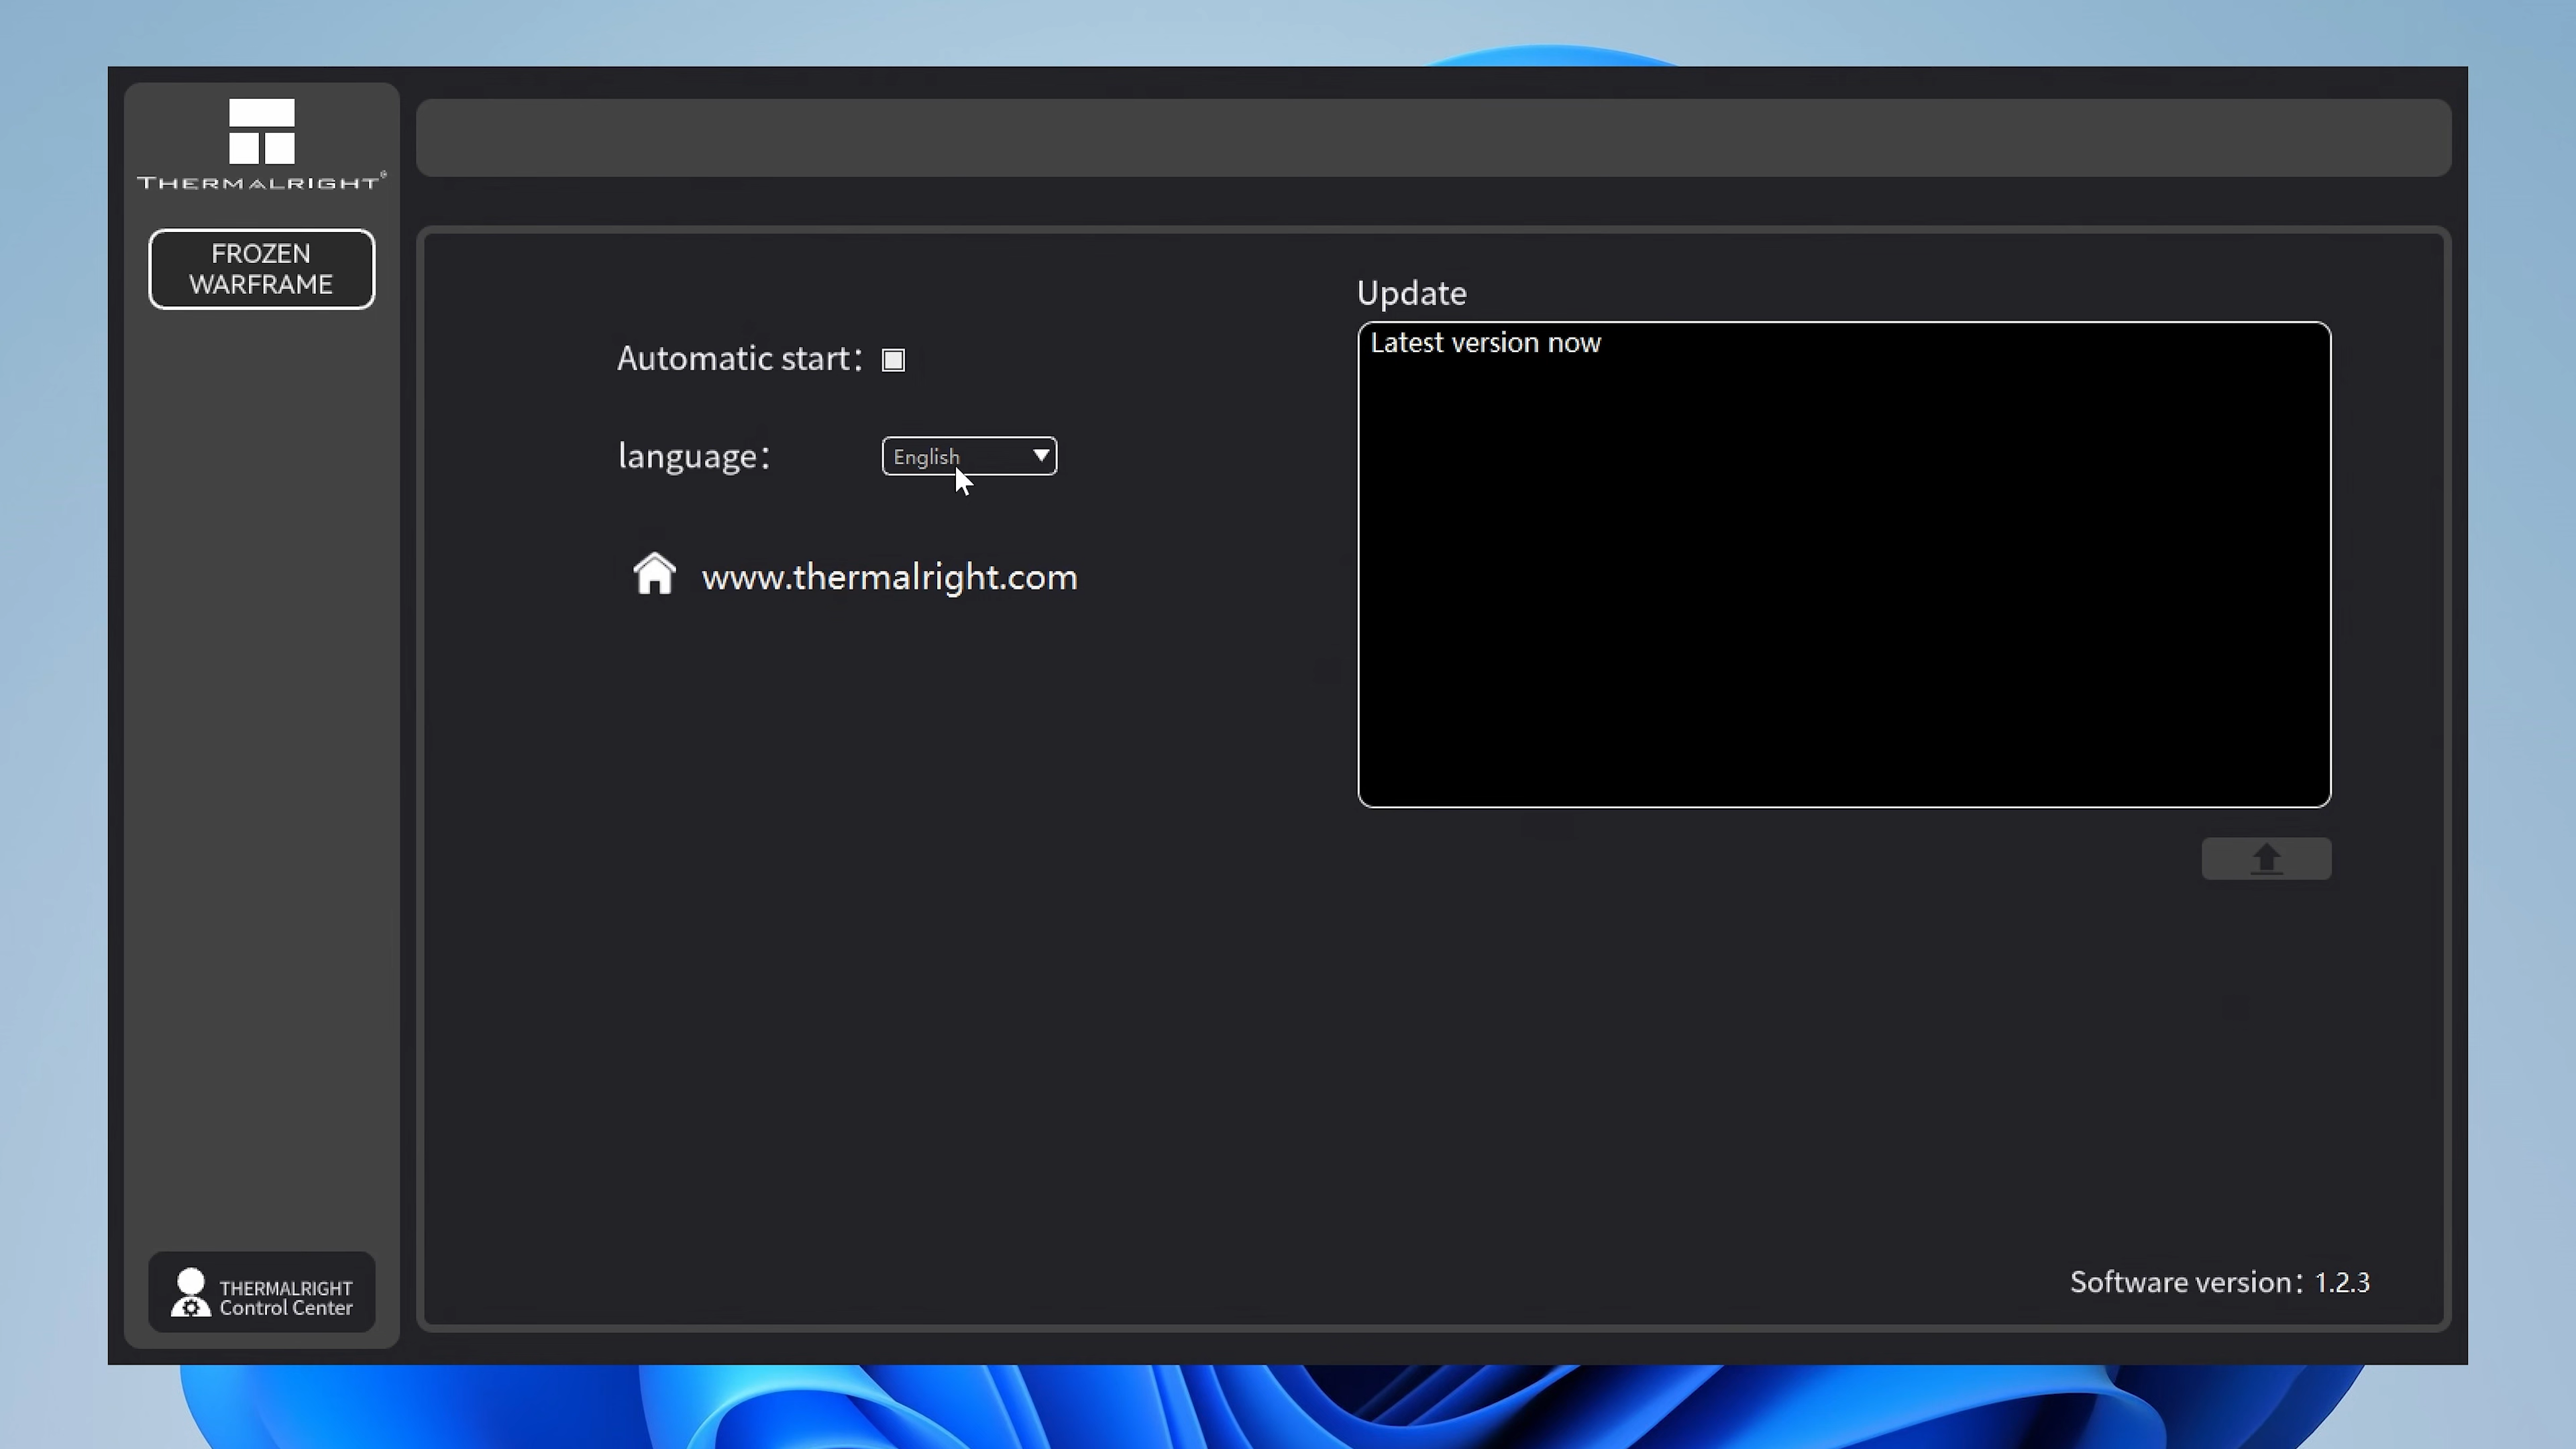 THERMALRIGHT®
FROZEN
WARFRAME
Automatic start：
language：
English
www.thermalright.com
Update
Latest version now
THERMALRIGHT
Control Center
Software version：1.2.3